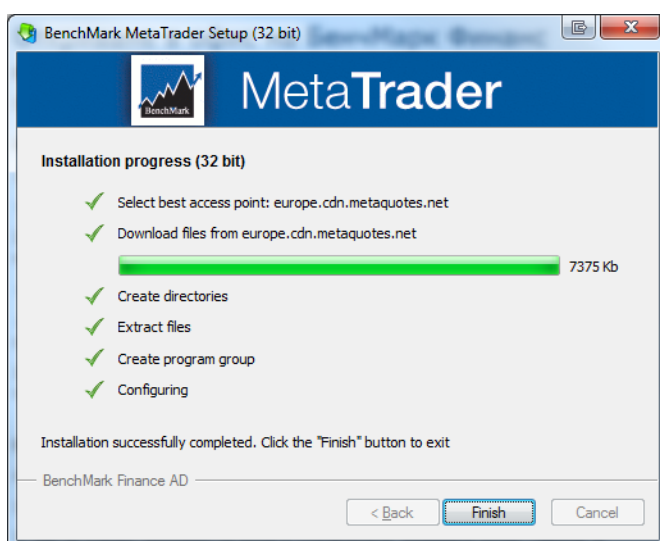 BenchMark MetaTrader Setup (32 bit)
BenchMark
MetaTrader
Installation progress (32 bit)
Select best access point: europe.cdn.metaquotes.net
Download files from europe.cdn.metaquotes.net
7375 Kb
Create directories
Extract files
Create program group
Configuring
Installation successfully completed. Click the "Finish" button to exit
BenchMark Finance AD
< Back
Finish
Cancel